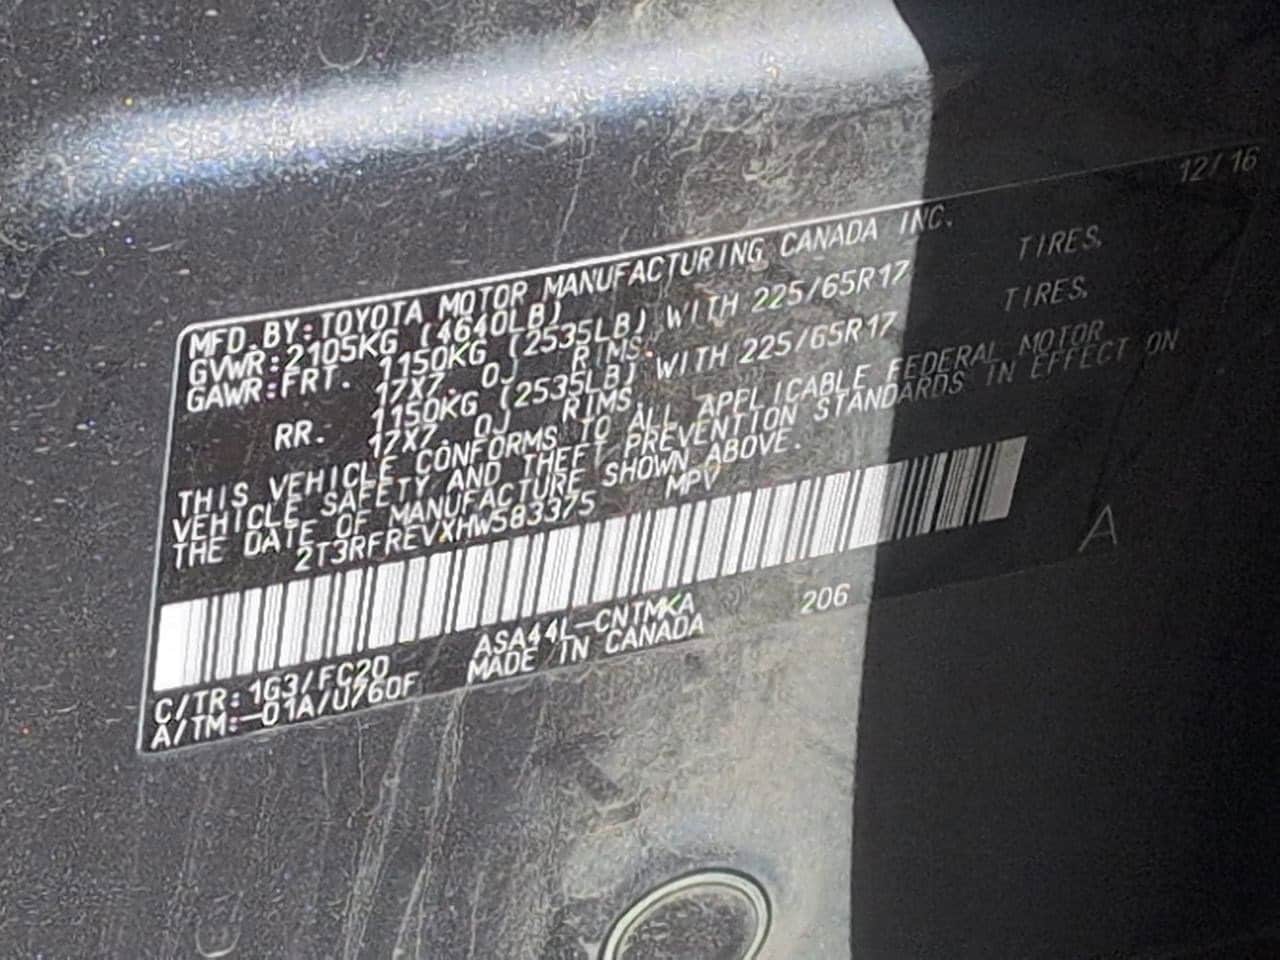 MFD. BY: TOYOTA MOTOR MANUFACTURING CANADA INC. 12/16
GVWR: 2105KG (4640LB)
GAWR: FRT. 1150KG (2535LB) WITH 225/65R17 TIRES,
17X7. 0J RIMS.
RR. 1150KG (2535LB) WITH 225/65R17 TIRES,
17X7. 0J RIMS.
THIS VEHICLE CONFORMS TO ALL APPLICABLE FEDERAL MOTOR
VEHICLE SAFETY AND THEFT PREVENTION STANDARDS IN EFFECT ON
THE DATE OF MANUFACTURE SHOWN ABOVE.
2T3RFREVXHW583375 MPV
A
C/TR: 1G3/FC20 ASA44L-CNTMKA 206
A/TM:-01A/U760F MADE IN CANADA